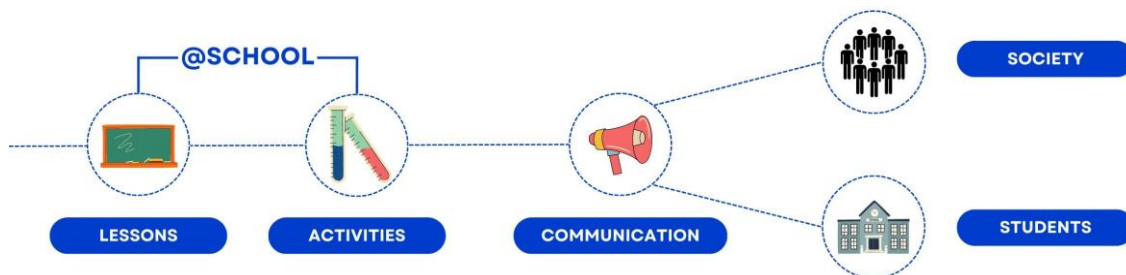 @SCHOOL
SOCIETY
LESSONS
ACTIVITIES
COMMUNICATION
STUDENTS